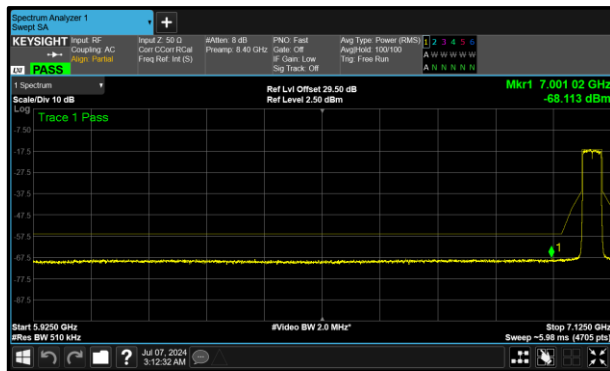 Spectrum Analyzer 1
Swept SA
KEYSIGHT
Input: RF
Coupling: AC
Align: Partial
Input Z: 50 Ω
Corr CCorr RCal
Freq Ref: Int (S)
#Atten: 8 dB
Preamp: 8.40 GHz
PNO: Fast
Gate: Off
IF Gain: Low
Sig Track: Off
Avg Type: Power (RMS)
Avg|Hold: 100/100
Trig: Free Run
1 2 3 4 5 6
A W W W W W
A N N N N N
LXI
PASS
1 Spectrum
Scale/Div 10 dB
Ref Lvl Offset 29.50 dB
Ref Level 2.50 dBm
Mkr1 7.001 02 GHz
-68.113 dBm
Log
Trace 1 Pass
-7.50
-17.5
-27.5
-37.5
-47.5
-57.5
-67.5
-77.5
-87.5
1
Start 5.9250 GHz
#Res BW 510 kHz
#Video BW 2.0 MHz*
Stop 7.1250 GHz
Sweep ~5.98 ms (4705 pts)
?
Jul 07, 2024
3:12:32 AM